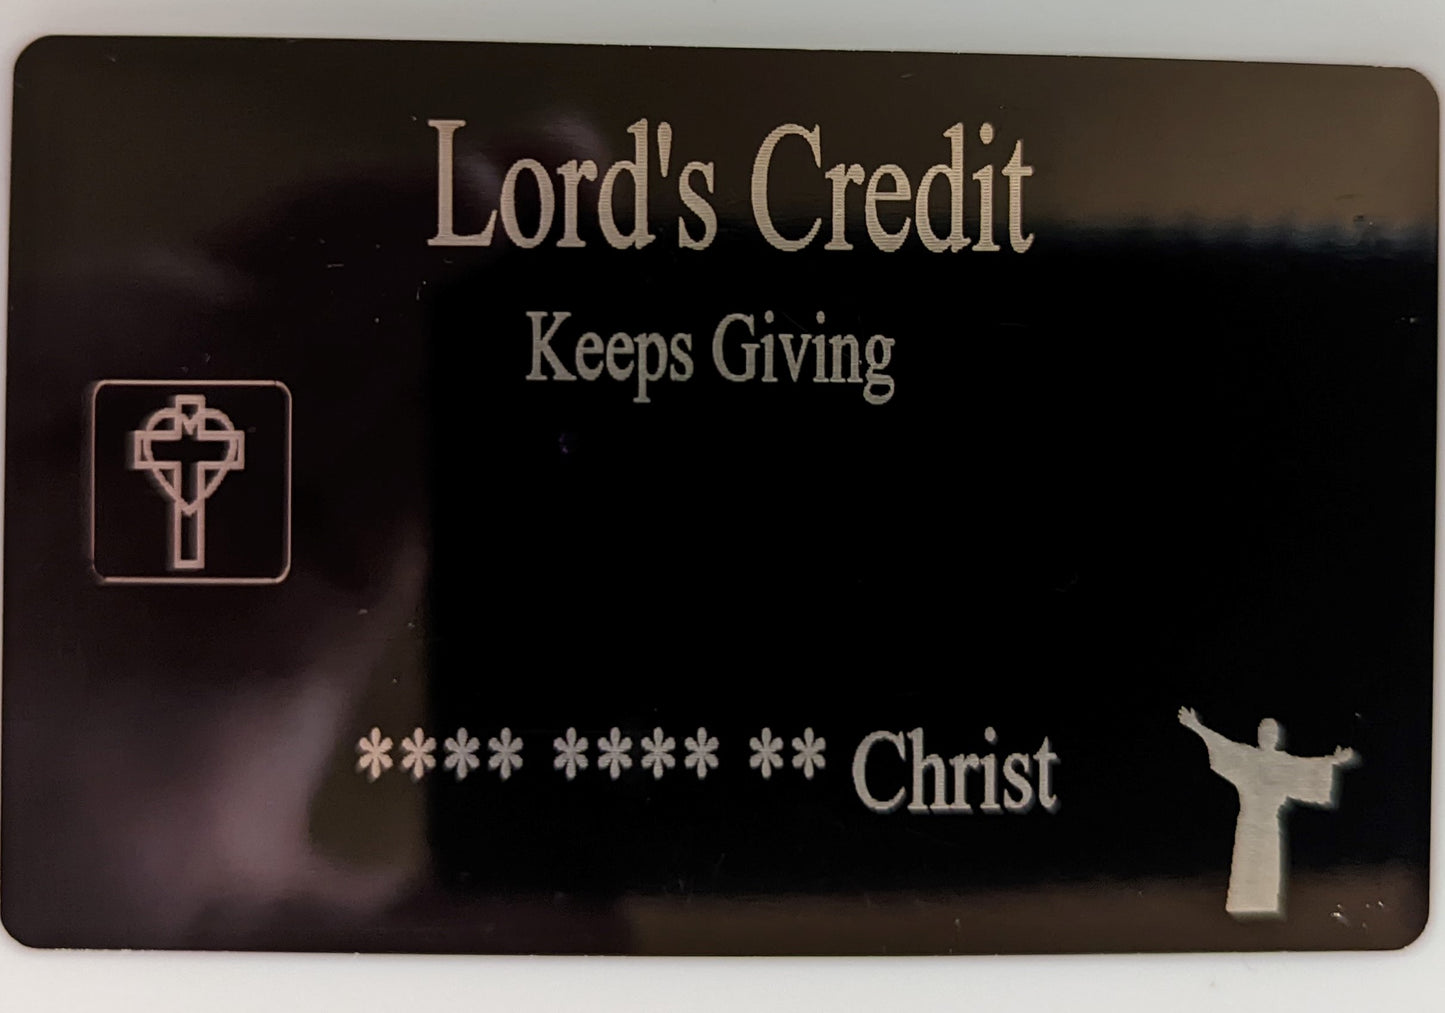 Lord's Credit
Keeps Giving
**** **** ** Christ